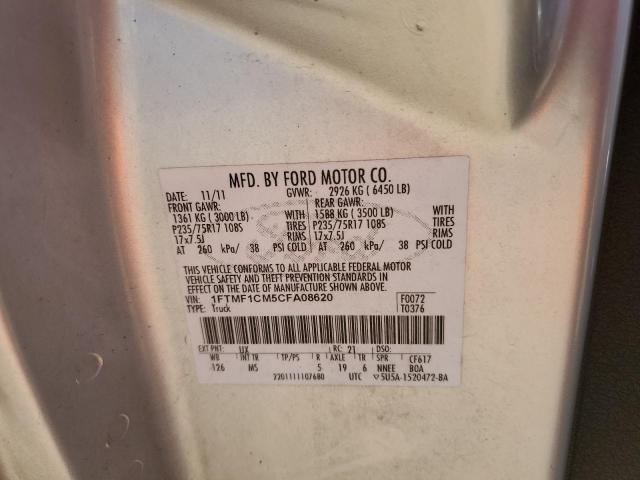 MFD. BY FORD MOTOR CO.
DATE: 11/11 GVWR: 2926 KG ( 6450 LB)
FRONT GAWR: REAR GAWR:
1361 KG ( 3000 LB) WITH 1588 KG ( 3500 LB) WITH
P235/75R17 108S TIRES P235/75R17 108S TIRES
17x7.5J RIMS 17x7.5J RIMS
AT 260 kPa/ 38 PSI COLD AT 260 kPa/ 38 PSI COLD
THIS VEHICLE CONFORMS TO ALL APPLICABLE FEDERAL MOTOR
VEHICLE SAFETY AND THEFT PREVENTION STANDARDS IN
EFFECT ON THE DATE OF MANUFACTURE SHOWN ABOVE.
VIN: 1FTMF1CM5CFA08620 F0072
TYPE: Truck T0376
EXT PNT: UX RC: 21 DSO:
WB INT TR TP/PS R AXLE TR SPR CF617
126 MS 5 19 6 NNEE BOA
2201111107680 UTC 5U5A-1520472-BA